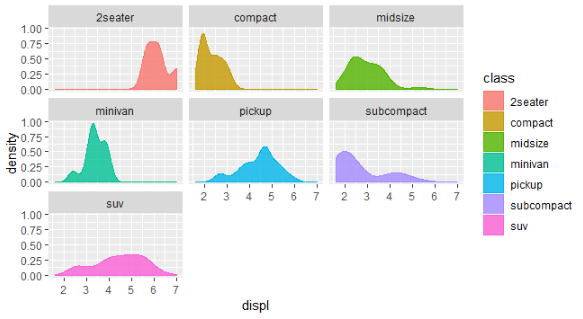 2seater compact midsize
1.00
0.75
0.50
0.25
0.00
minivan pickup subcompact
1.00
0.75
0.50
0.25
0.00
2 3 4 5 6 7 2 3 4 5 6 7
suv
1.00
0.75
0.50
0.25
0.00
2 3 4 5 6 7
density
displ
class
2seater
compact
midsize
minivan
pickup
subcompact
suv